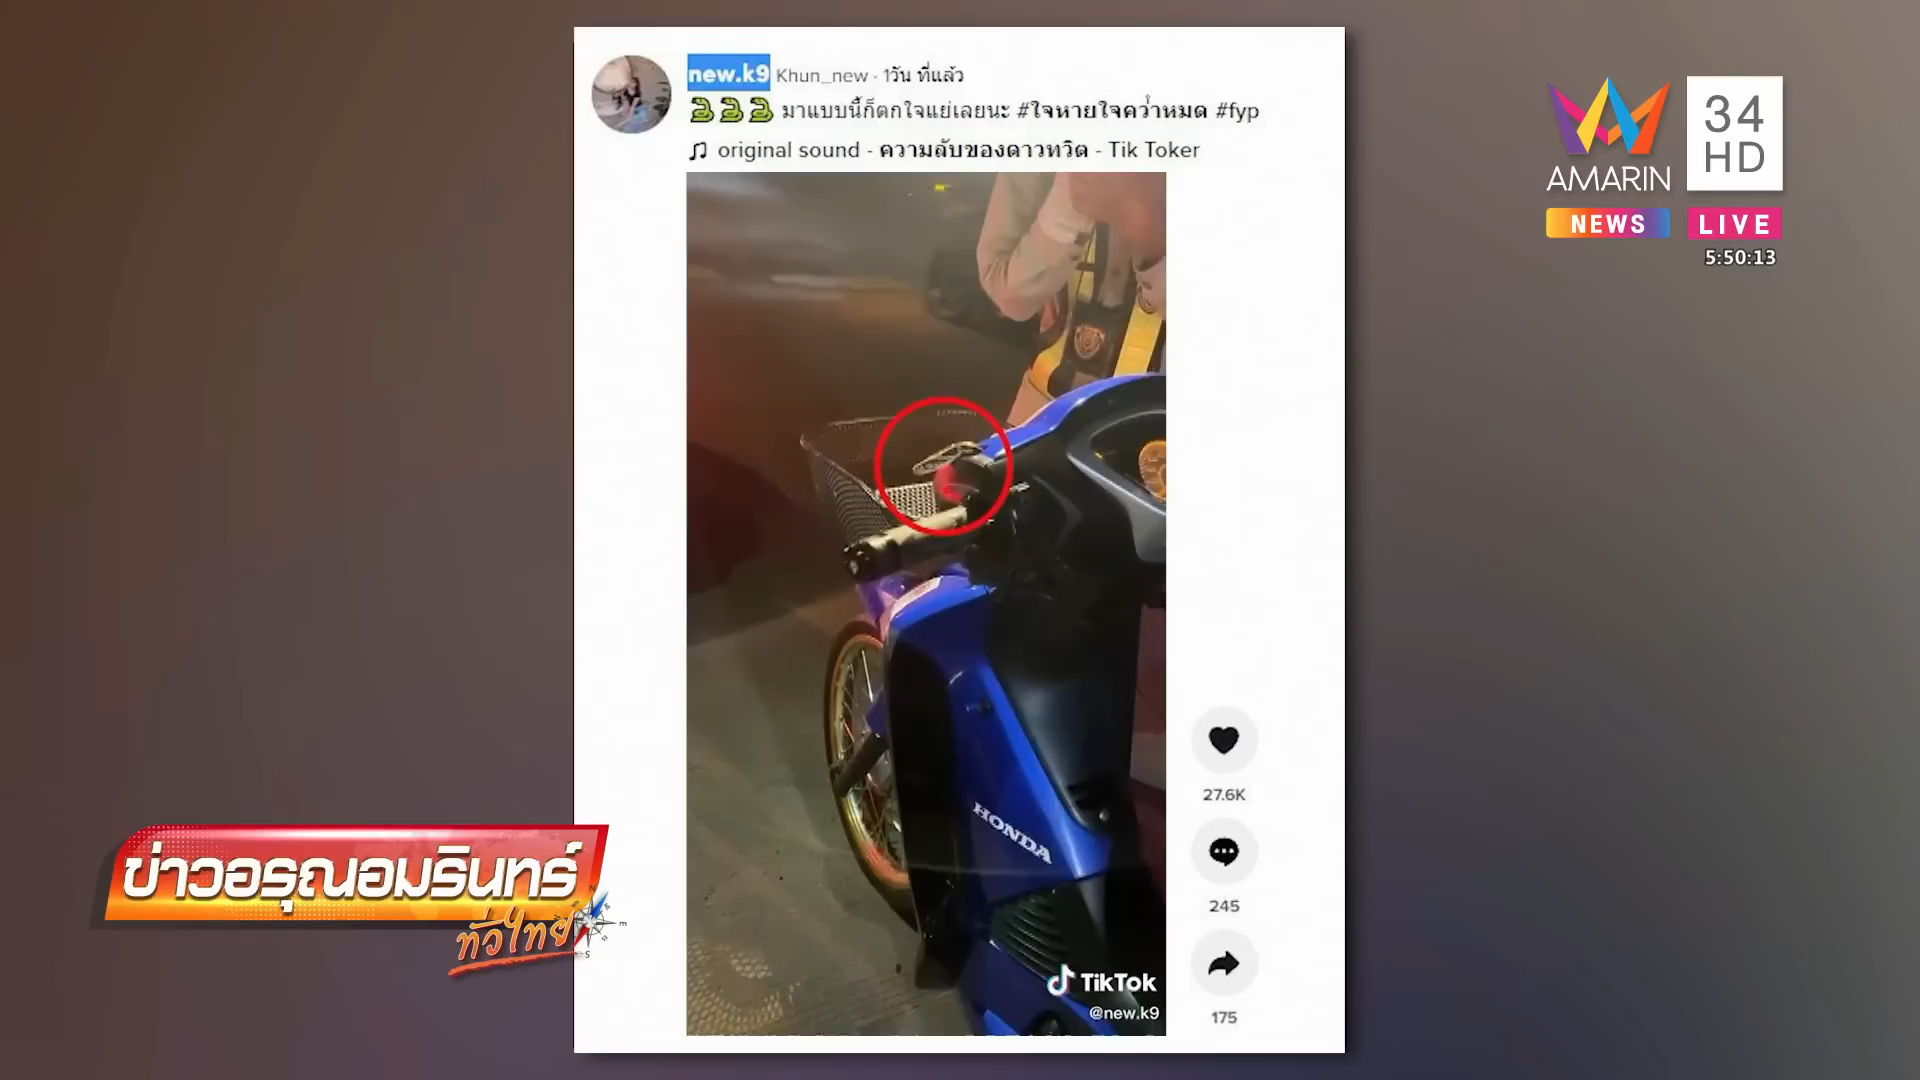 new.k9 Khun_new · 1วัน ที่แล้ว
มาแบบนี้ก็ตกใจแย่เลยนะ #ใจหายใจคว่ำหมด #fyp
original sound - ความลับของดาวทวิต - Tik Toker
AMARIN
34
HD
NEWS
LIVE
5:50:13
HONDA
27.6K
245
175
TikTok
@new.k9
ข่าวอรุณอมรินทร์
ทั่วไทย